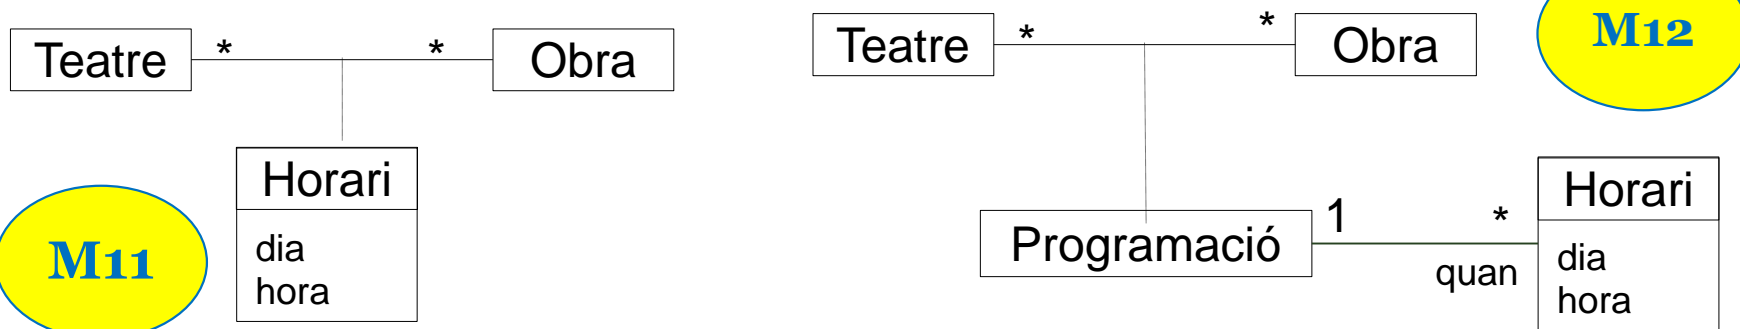 Teatre
*
*
Obra
Horari
dia
hora
M11
Teatre
*
*
Obra
M12
Programació
1
*
quan
Horari
dia
hora